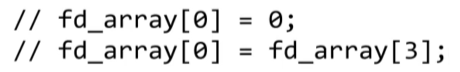 // fd_array[0] = 0;
// fd_array[0] = fd_array[3];